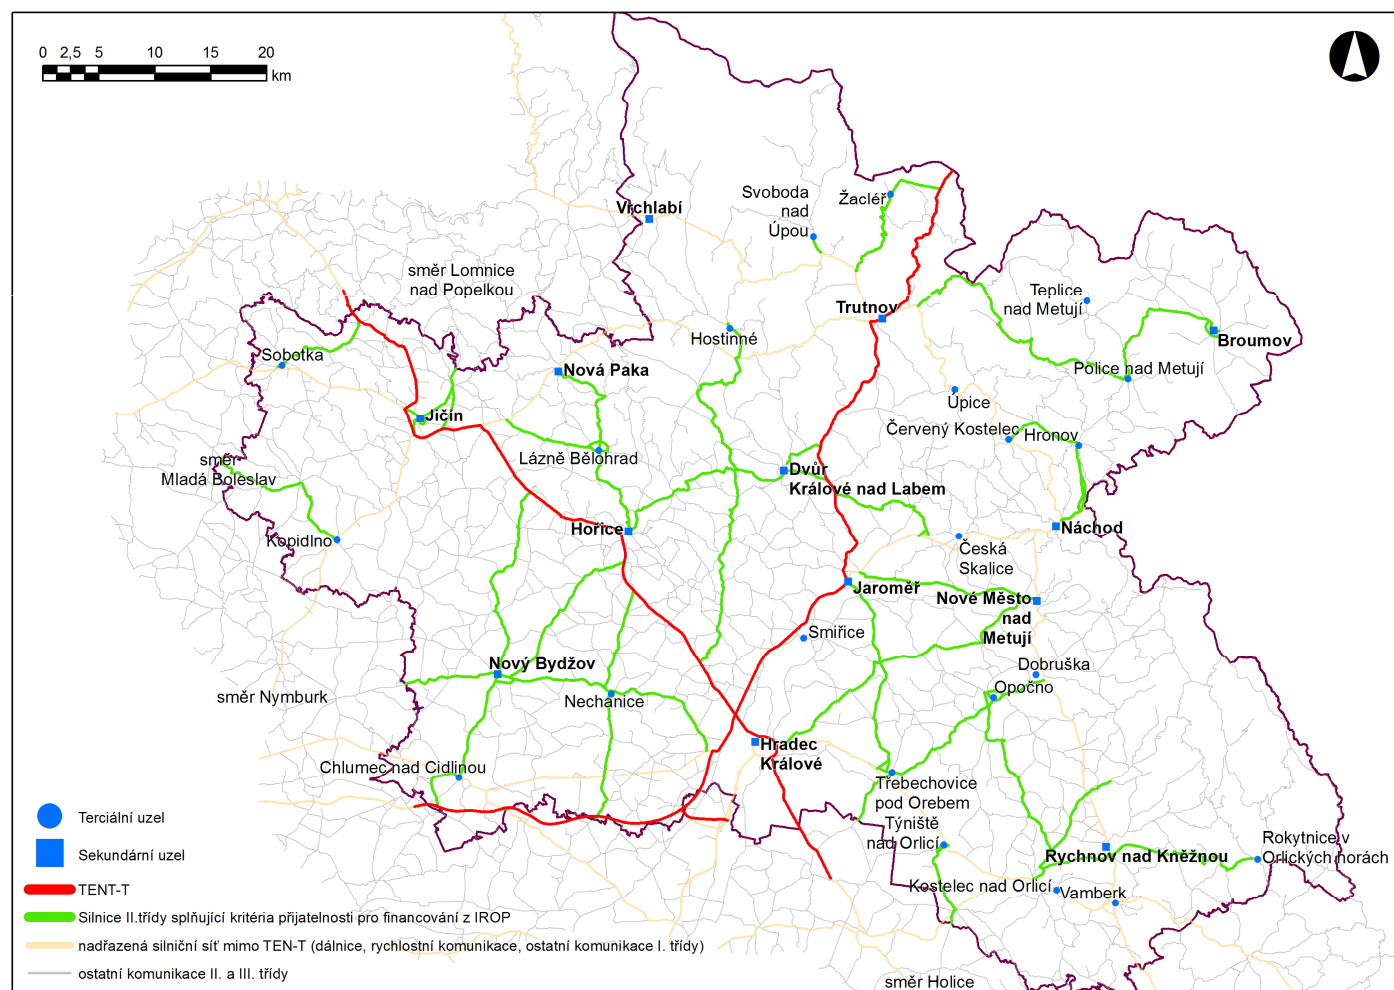 0 2,5 5 10 15 20
km
Svoboda
nad
Úpou
Žacléř
Vrchlabí
směr Lomnice
nad Popelkou
Teplice
nad Metují
Trutnov
Hostinné
Broumov
Sobotka
Nová Paka
Police nad Metují
Úpice
Jičín
Červený Kostelec
Hronov
směr
Mladá Boleslav
Lázně Bělohrad
Dvůr
Králové nad Labem
Hořice
Náchod
Kopidlno
Česká
Skalice
Jaroměř
Nové Město
nad
Metují
Smiřice
Nový Bydžov
Dobruška
Opočno
směr Nymburk
Nechanice
Hradec
Králové
Chlumec nad Cidlinou
Třebechovice
pod Orebem
Týniště
nad Orlicí
Rychnov nad Kněžnou
Rokytnice v
Orlických horách
Kostelec nad Orlicí
Vamberk
směr Holice
Terciální uzel
Sekundární uzel
TENT-T
Silnice II.třídy splňující kritéria přijatelnosti pro financování z IROP
nadřazená silniční síť mimo TEN-T (dálnice, rychlostní komunikace, ostatní komunikace I. třídy)
ostatní komunikace II. a III. třídy